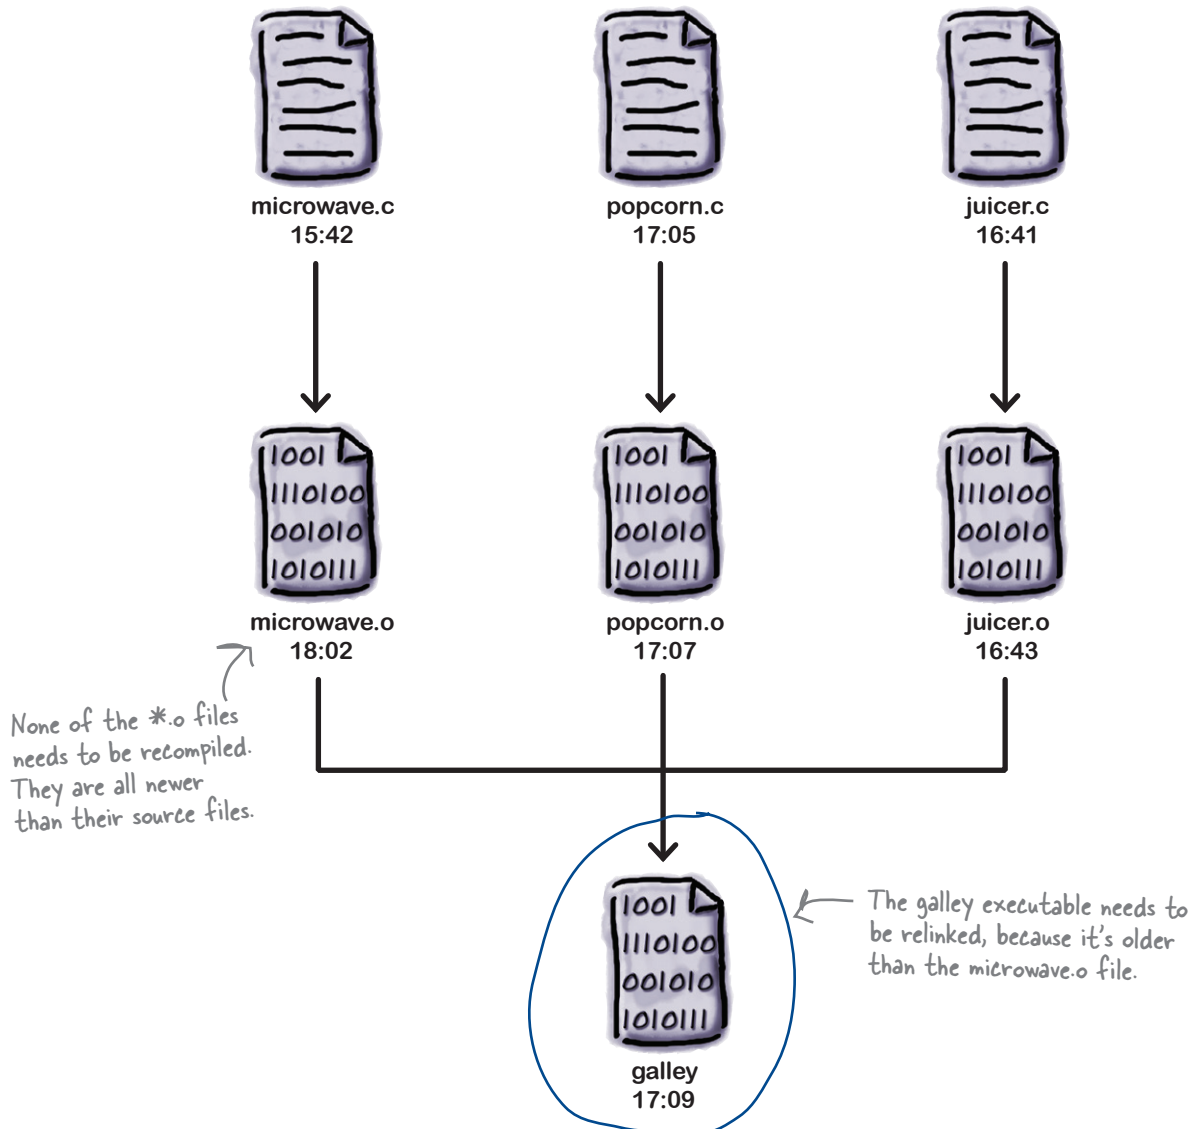 microwave.c
15:42
popcorn.c
17:05
juicer.c
16:41
1001
1110100
001010
1010111
microwave.o
18:02
1001
1110100
001010
1010111
popcorn.o
17:07
1001
1110100
001010
1010111
juicer.o
16:43
None of the *.o files
needs to be recompiled.
They are all newer
than their source files.
1001
1110100
001010
1010111
galley
17:09
The galley executable needs to
be relinked, because it's older
than the microwave.o file.